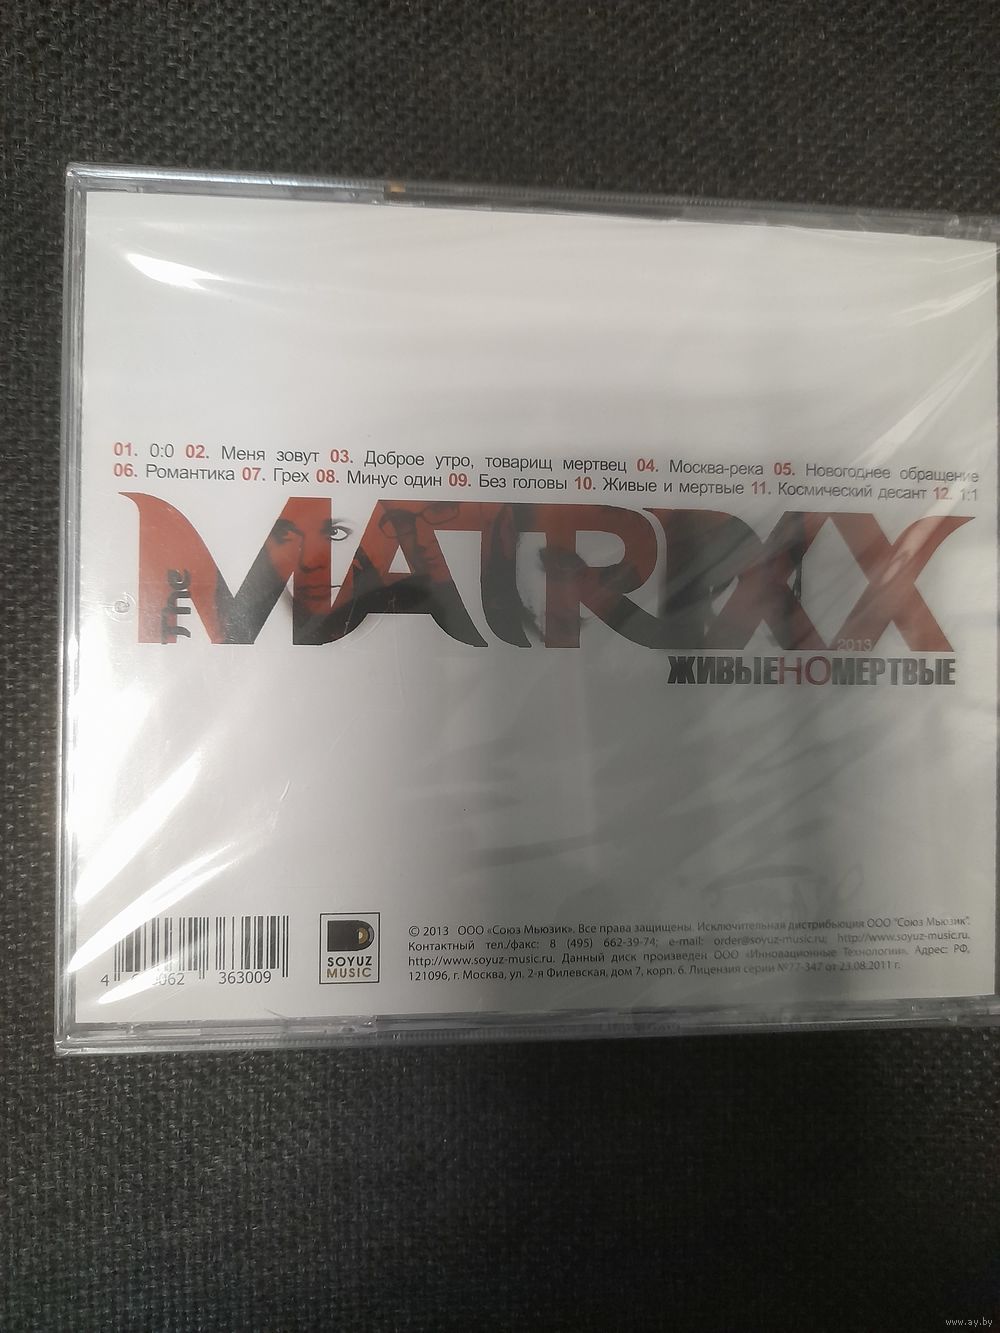 01. 0:0 02. Меня зовут 03. Доброе утро, товарищ мертвец 04. Москва-река 05. Новогоднее обращение
06. Романтика 07. Грех 08. Минус один 09. Без головы 10. Живые и мертвые 11. Космический десант 12. 1:1
The MATRIXX
2013
ЖИВЫЕНОМЕРТВЫЕ
© 2013 ООО «Союз Мьюзик». Все права защищены. Исключительная дистрибьюция ООО "Союз Мьюзик".
Контактный тел./факс: 8 (495) 662-39-74; e-mail: order@soyuz-music.ru; http://www.soyuz-music.ru.
http://www.soyuz-music.ru. Данный диск произведен ООО «Инновационные Технологии». Адрес: РФ,
121096, г. Москва, ул. 2-я Филевская, дом 7, корп. 6. Лицензия серии №77-347 от 23.08.2011 г.
SOYUZ
MUSIC
363009
www.ay.by